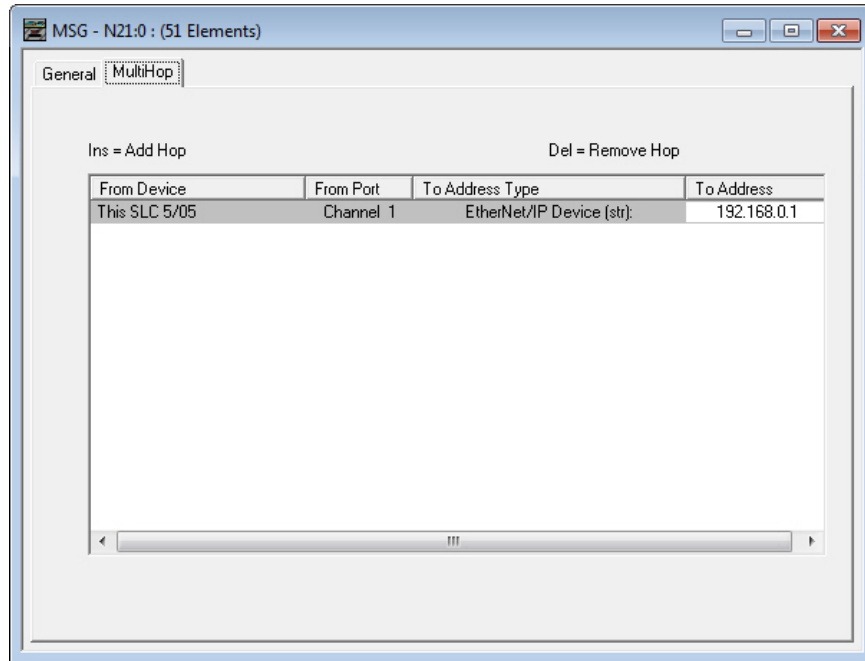 MSG - N21:0 : (51 Elements)
General MultiHop
Ins = Add Hop Del = Remove Hop
From Device From Port To Address Type To Address
This SLC 5/05 Channel 1 EtherNet/IP Device (str): 192.168.0.1